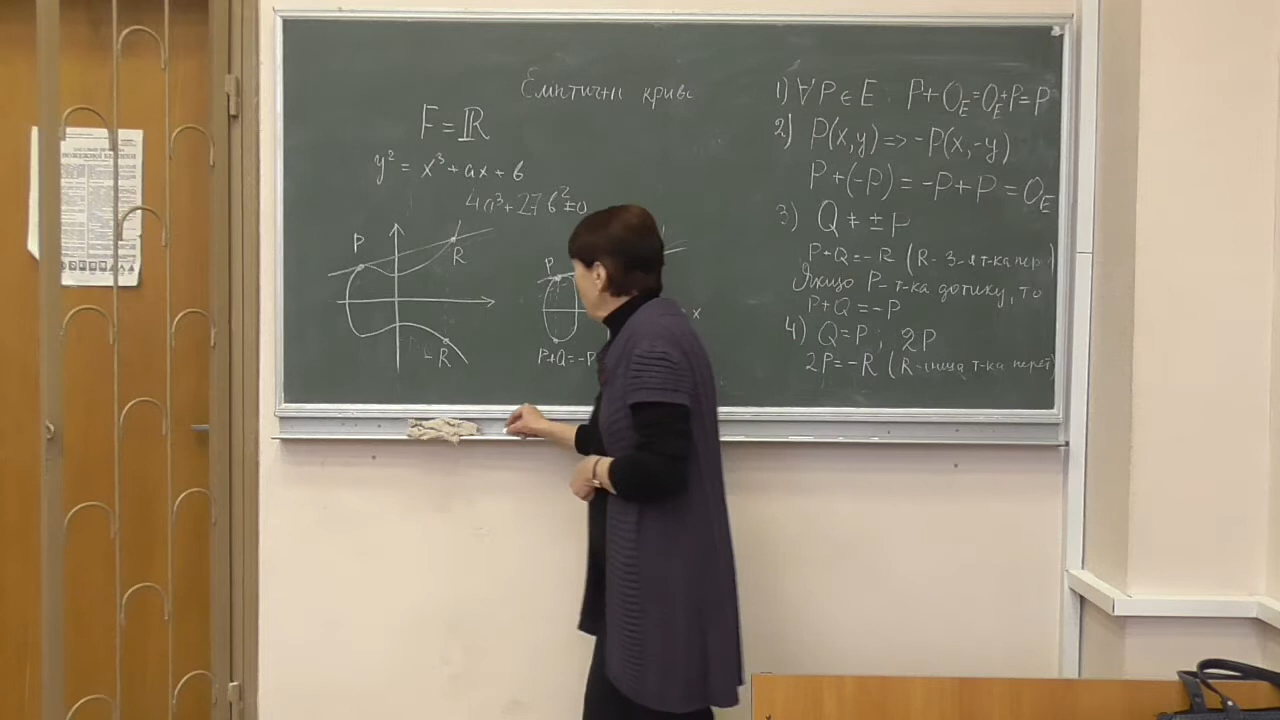 Еліптичні криві
F = ℝ
y² = x³ + ax + b
4a³ + 27b² ≠ 0
P
R
R
P
P+Q = -P
x
1) ∀P ∈ E: P + O_E = O_E + P = P
2) P(x,y) => -P(x,-y)
P + (-P) = -P + P = O_E
3) Q ≠ ±P
P+Q = -R (R - 3-я т-ка пер)
Якщо P - т-ка дотику, то
P+Q = -P
4) Q = P; 2P
2P = -R (R - інша т-ка перет)